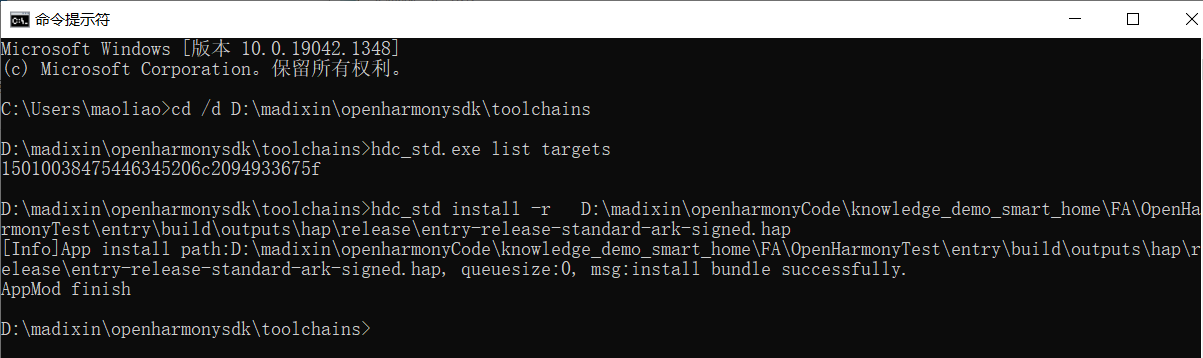 命令提示符
Microsoft Windows [版本 10.0.19042.1348]
(c) Microsoft Corporation。保留所有权利。
C:\Users\maoliao>cd /d D:\madixin\openharmonysdk\toolchains
D:\madixin\openharmonysdk\toolchains>hdc_std.exe list targets
15010038475446345206c2094933675f
D:\madixin\openharmonysdk\toolchains>hdc_std install -r   D:\madixin\openharmonyCode\knowledge_demo_smart_home\FA\OpenHa
rmonyTest\entry\build\outputs\hap\release\entry-release-standard-ark-signed.hap
[Info]App install path:D:\madixin\openharmonyCode\knowledge_demo_smart_home\FA\OpenHarmonyTest\entry\build\outputs\hap\r
elease\entry-release-standard-ark-signed.hap, queuesize:0, msg:install bundle successfully.
AppMod finish
D:\madixin\openharmonysdk\toolchains>